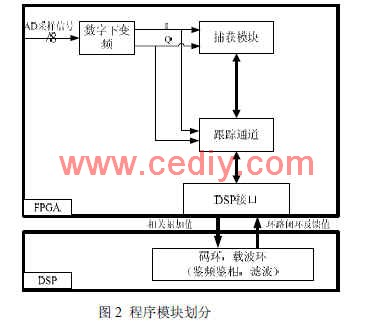 AD采样信号
8
数字下变
频
I
Q
捕获模块
跟踪通道
www.cediy.com
DSP接口
FPGA
相关累加值
环路闭环反馈值
码环，载波环
（鉴频鉴相，滤波）
DSP
图 2 程序模块划分